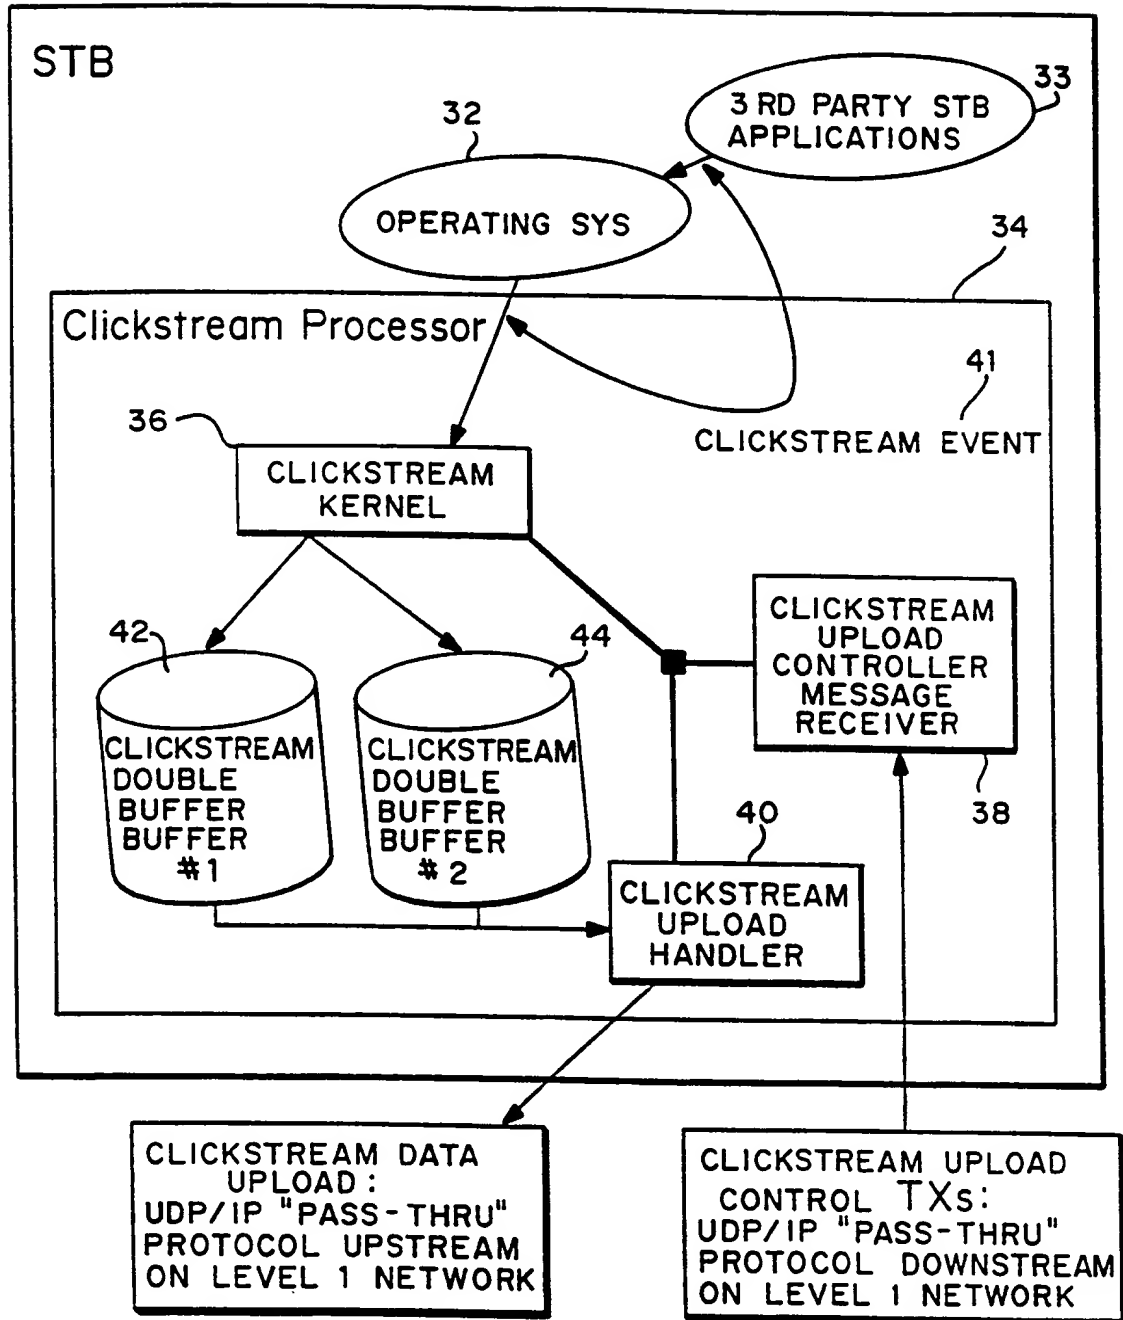 STB
33
3 RD PARTY STB
APPLICATIONS
32
OPERATING SYS
34
Clickstream Processor
41
CLICKSTREAM EVENT
36
CLICKSTREAM
KERNEL
42
44
CLICKSTREAM
DOUBLE
BUFFER
BUFFER
#1
CLICKSTREAM
DOUBLE
BUFFER
BUFFER
#2
CLICKSTREAM
UPLOAD
CONTROLLER
MESSAGE
RECEIVER
38
40
CLICKSTREAM
UPLOAD
HANDLER
CLICKSTREAM DATA
UPLOAD:
UDP/IP "PASS-THRU"
PROTOCOL UPSTREAM
ON LEVEL 1 NETWORK
CLICKSTREAM UPLOAD
CONTROL TXs:
UDP/IP "PASS-THRU"
PROTOCOL DOWNSTREAM
ON LEVEL 1 NETWORK